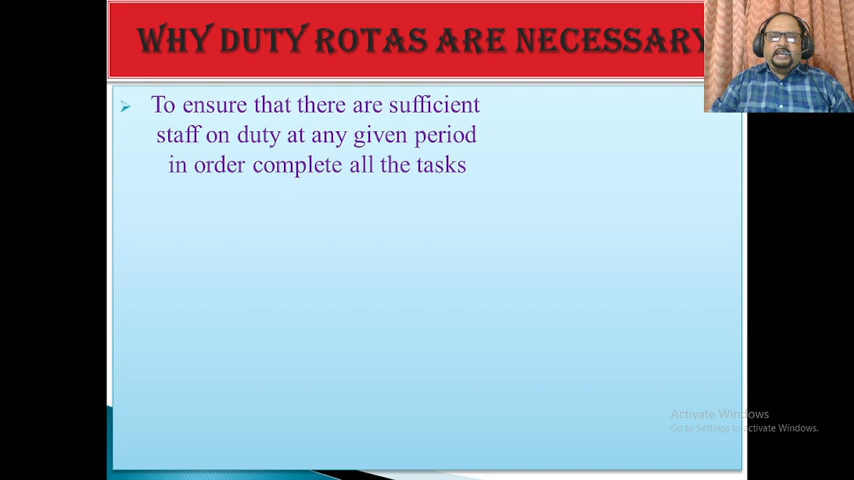 WHY DUTY ROTAS ARE NECESSARY
To ensure that there are sufficient
staff on duty at any given period
in order complete all the tasks
Activate Windows
Go to Settings to activate Windows.